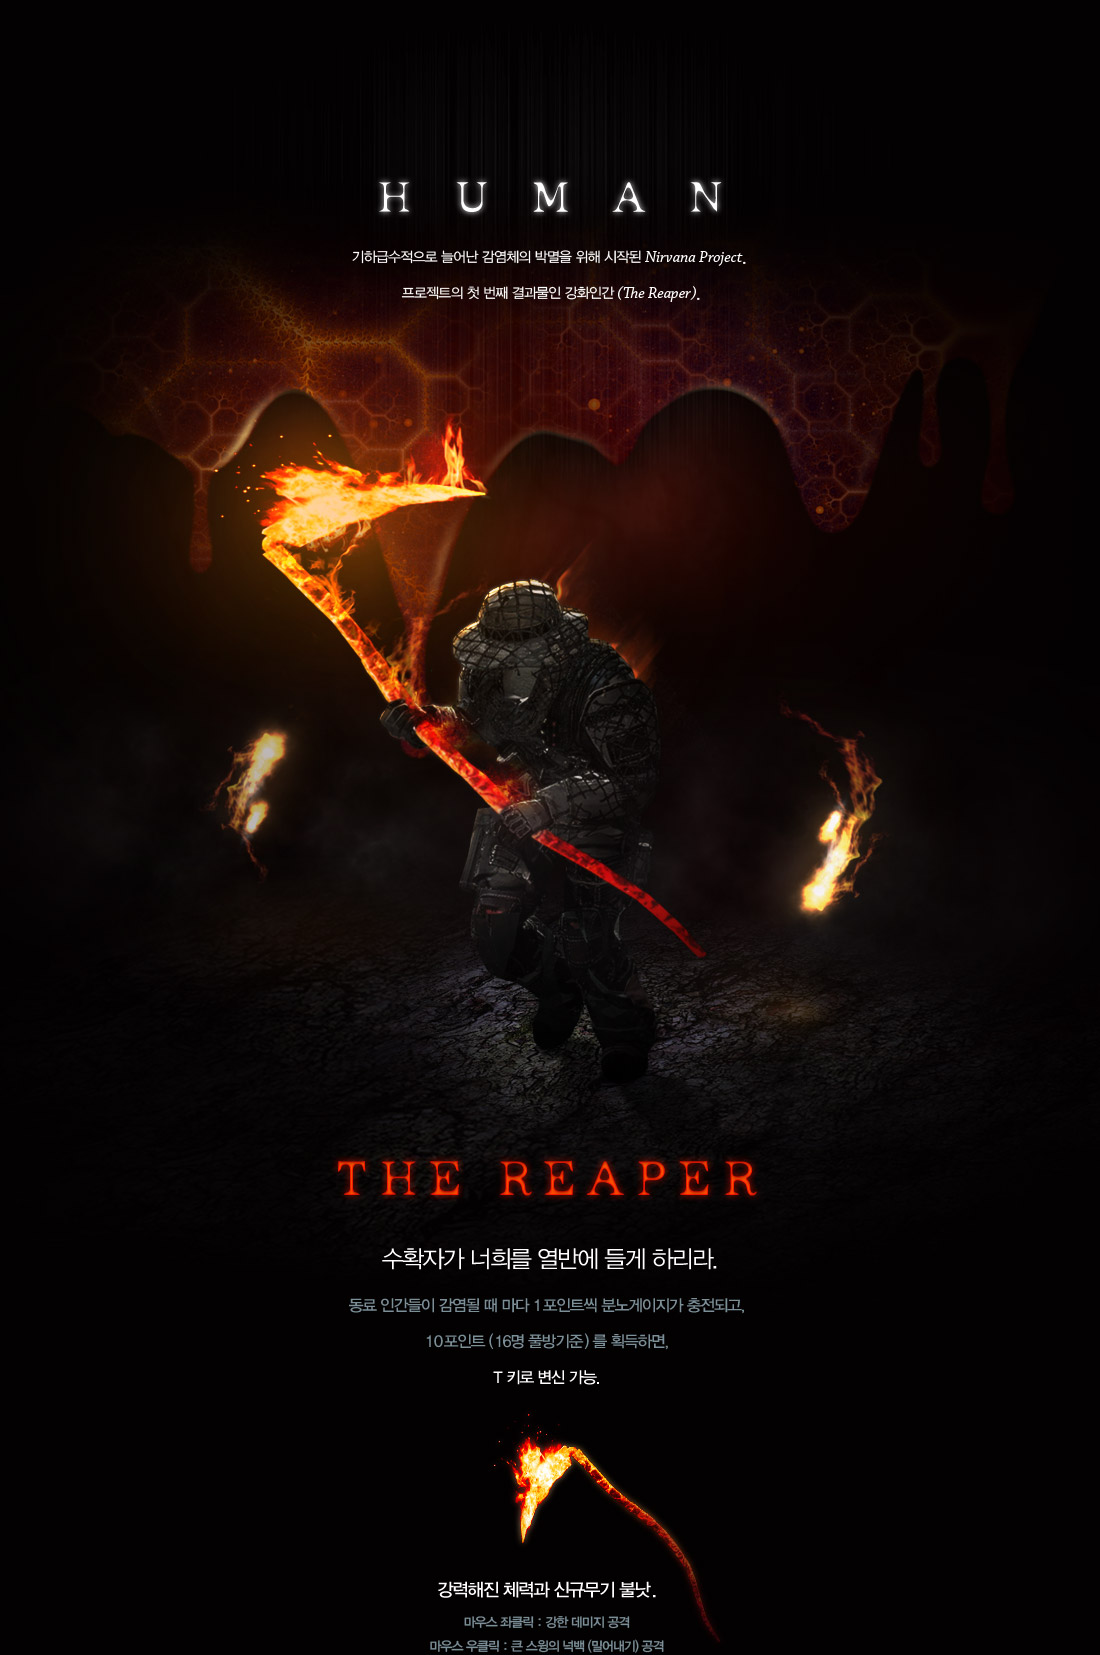 HUMAN
기하급수적으로 늘어난 감염체의 박멸을 위해 시작된 Nirvana Project.
프로젝트의 첫 번째 결과물인 강화인간 (The Reaper).
THE REAPER
수확자가 너희를 열반에 들게 하리라.
동료 인간들이 감염될 때 마다 1포인트씩 분노게이지가 충전되고,
10포인트 (16명 풀방기준) 를 획득하면,
T 키로 변신 가능.
강력해진 체력과 신규무기 불낫.
마우스 좌클릭 : 강한 데미지 공격
마우스 우클릭 : 큰 스윙의 넉백 (밀어내기) 공격